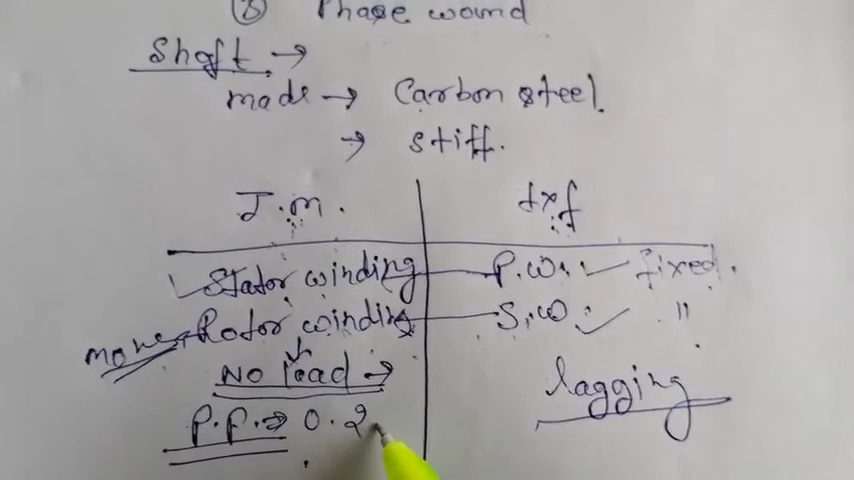 ⑧ Phase wound
Shaft →
made → Carbon steel.
→ stiff.
I.m. txf
Stator winding P.W. fixed.
move Rotor winding S.W. "
No load → lagging
P.P. → 0.2